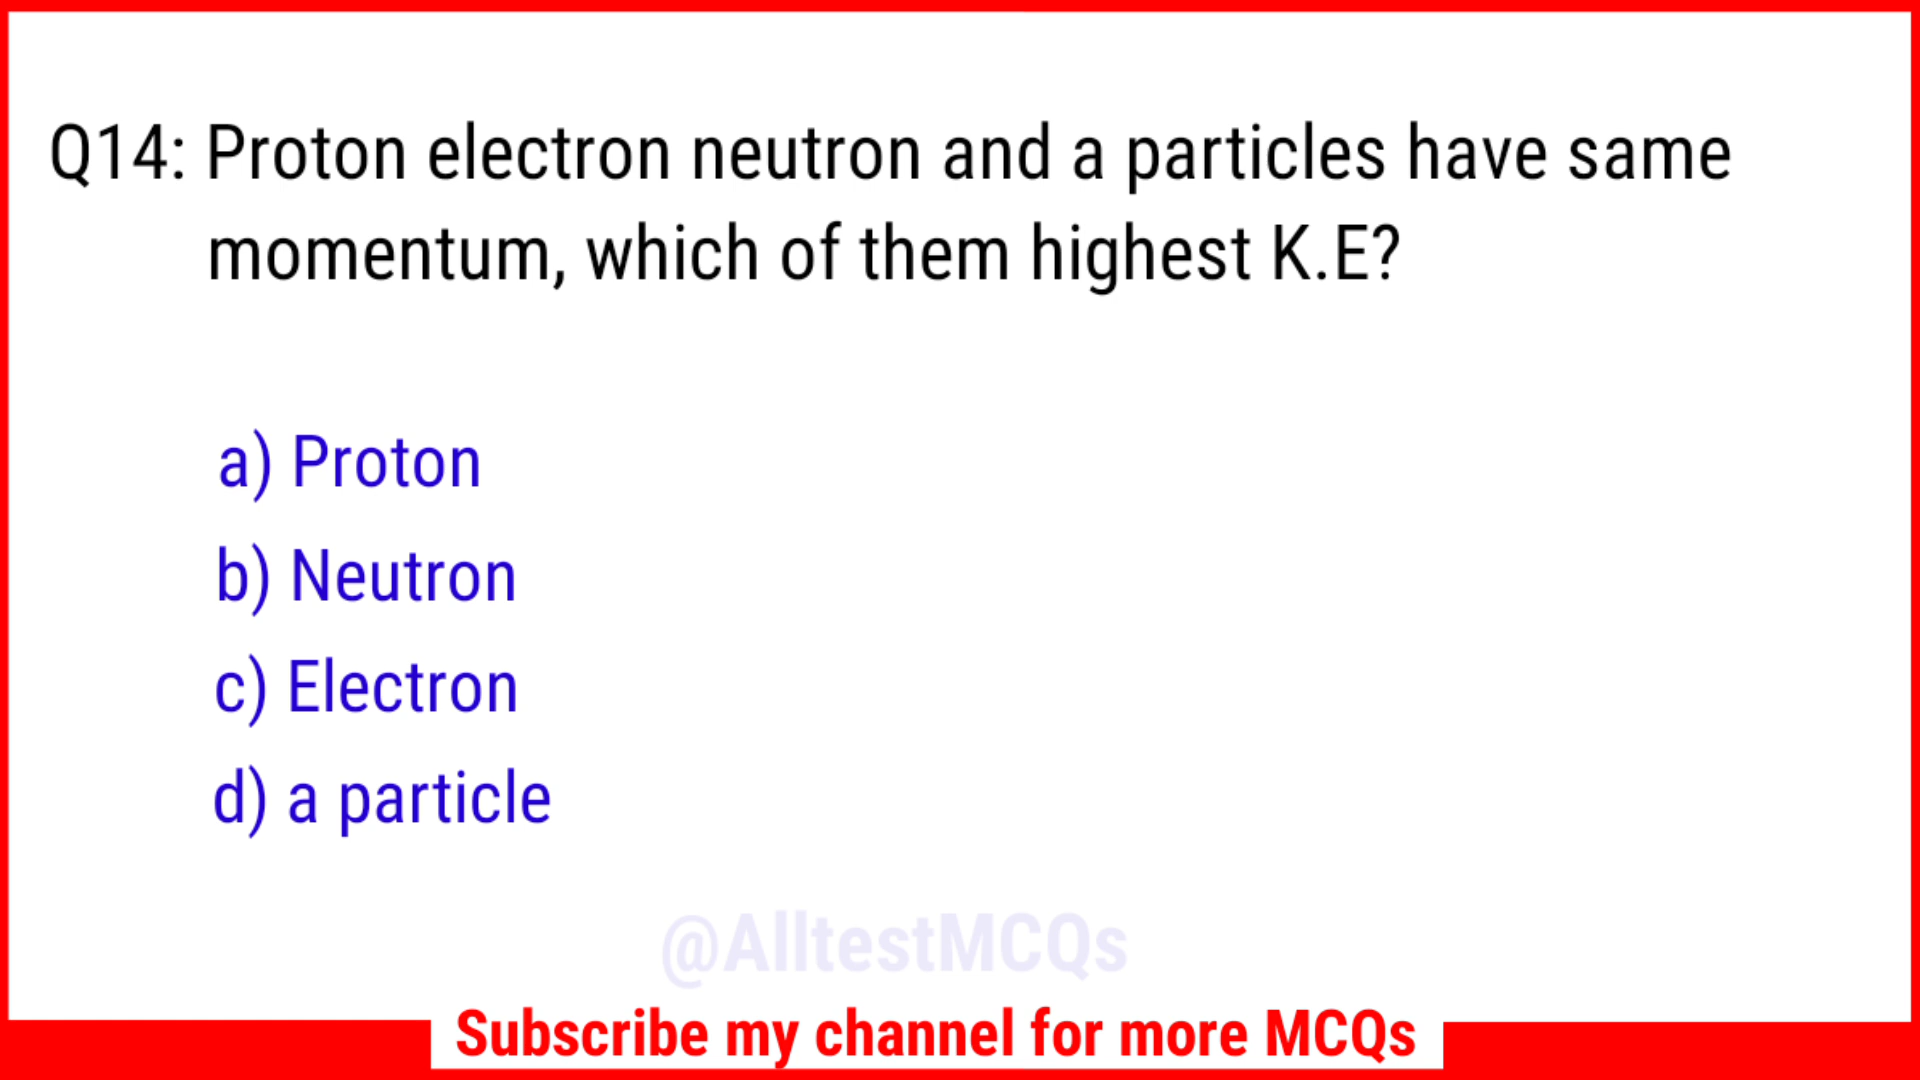 Q14: Proton electron neutron and a particles have same
momentum, which of them highest K.E?
a) Proton
b) Neutron
c) Electron
d) a particle
@AlltestMCQs
Subscribe my channel for more MCQs